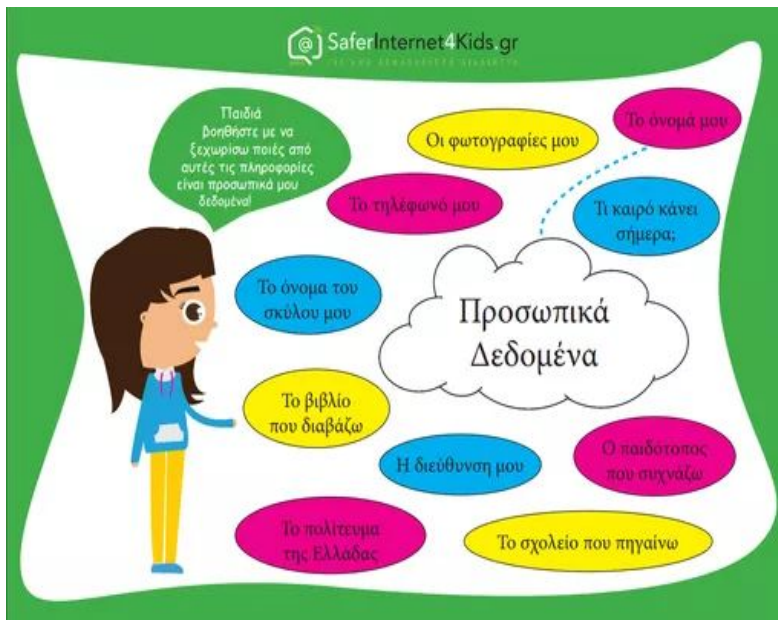 SaferInternet4Kids.gr
Παιδιά
βοηθήστε με να
ξεχωρίσω ποιές από
αυτές τις πληροφορίες
είναι προσωπικά μου
δεδομένα!
Οι φωτογραφίες μου
Το όνομά μου
Το τηλέφωνό μου
Τι καιρό κάνει
σήμερα;
Το όνομα του
σκύλου μου
Προσωπικά
Δεδομένα
Το βιβλίο
που διαβάζω
Η διεύθυνση μου
Ο παιδότοπος
που συχνάζω
Το πολίτευμα
της Ελλάδας
Το σχολείο που πηγαίνω